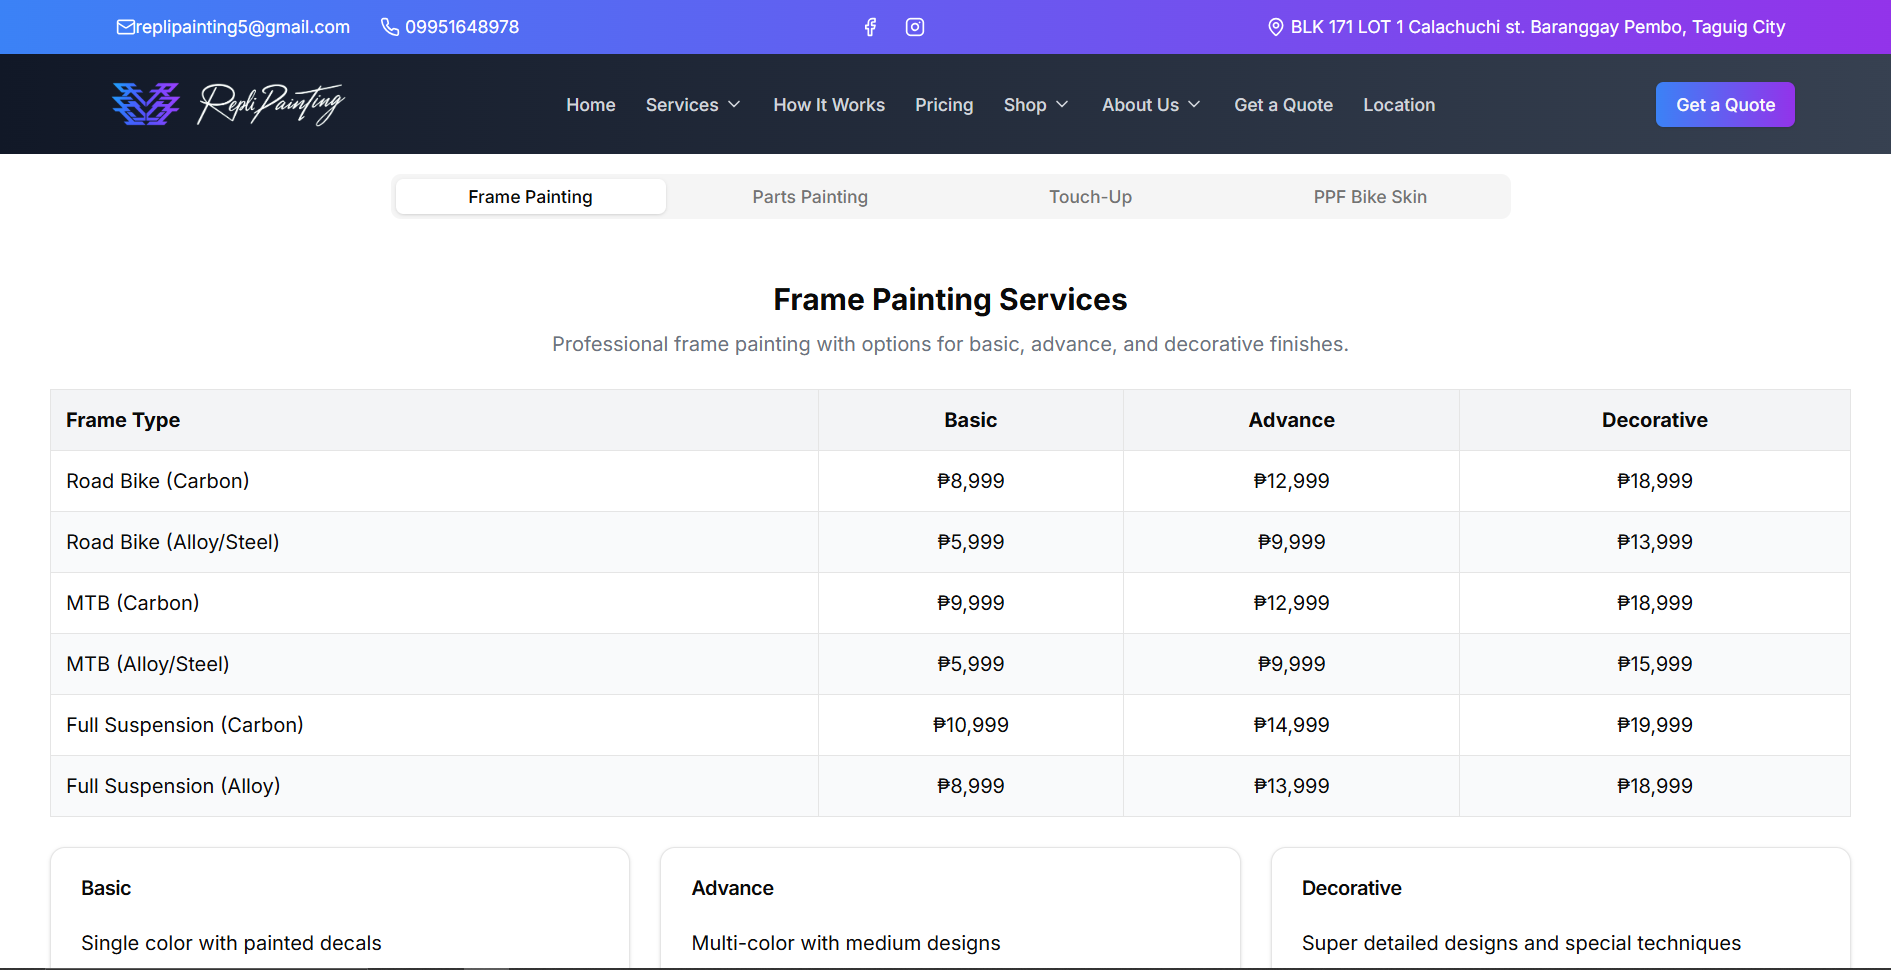 replipainting5@gmail.com 09951648978 BLK 171 LOT 1 Calachuchi st. Baranggay Pembo, Taguig City
RepliPainting Home Services How It Works Pricing Shop About Us Get a Quote Location Get a Quote
Frame Painting Parts Painting Touch-Up PPF Bike Skin
Frame Painting Services
Professional frame painting with options for basic, advance, and decorative finishes.
Frame Type Basic Advance Decorative
Road Bike (Carbon) ₱8,999 ₱12,999 ₱18,999
Road Bike (Alloy/Steel) ₱5,999 ₱9,999 ₱13,999
MTB (Carbon) ₱9,999 ₱12,999 ₱18,999
MTB (Alloy/Steel) ₱5,999 ₱9,999 ₱15,999
Full Suspension (Carbon) ₱10,999 ₱14,999 ₱19,999
Full Suspension (Alloy) ₱8,999 ₱13,999 ₱18,999
Basic Advance Decorative
Single color with painted decals Multi-color with medium designs Super detailed designs and special techniques